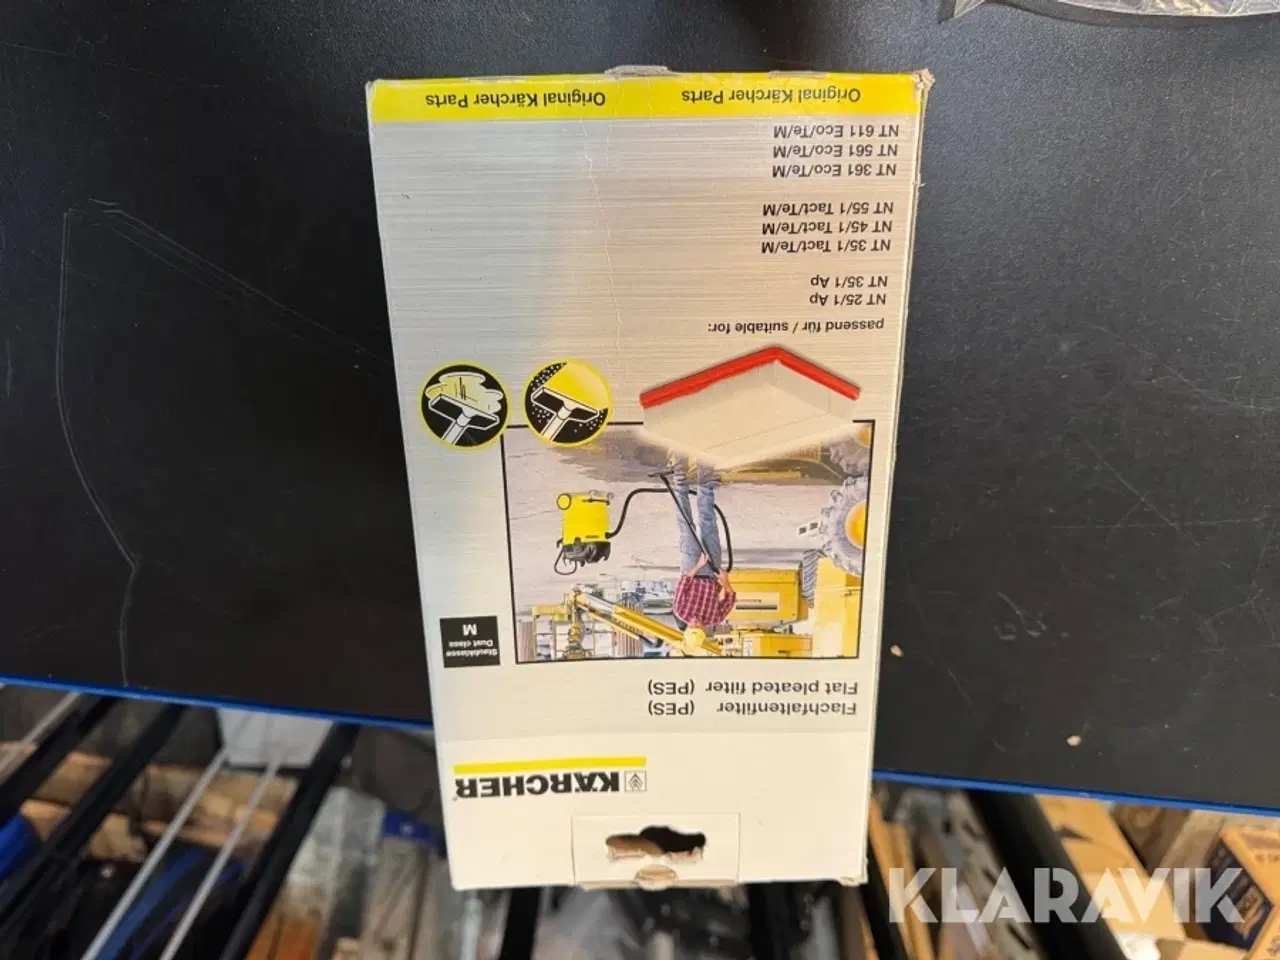 KÄRCHER
Flachfaltenfilter (PES)
Flat pleated filter (PES)
Staubklasse
Dust class
M
passend für / suitable for:
NT 25/1 Ap
NT 35/1 Ap
NT 35/1 Tact/Te/M
NT 45/1 Tact/Te/M
NT 55/1 Tact/Te/M
NT 361 Eco/Te/M
NT 561 Eco/Te/M
NT 611 Eco/Te/M
Original Kärcher Parts Original Kärcher Parts
KLARAVIK